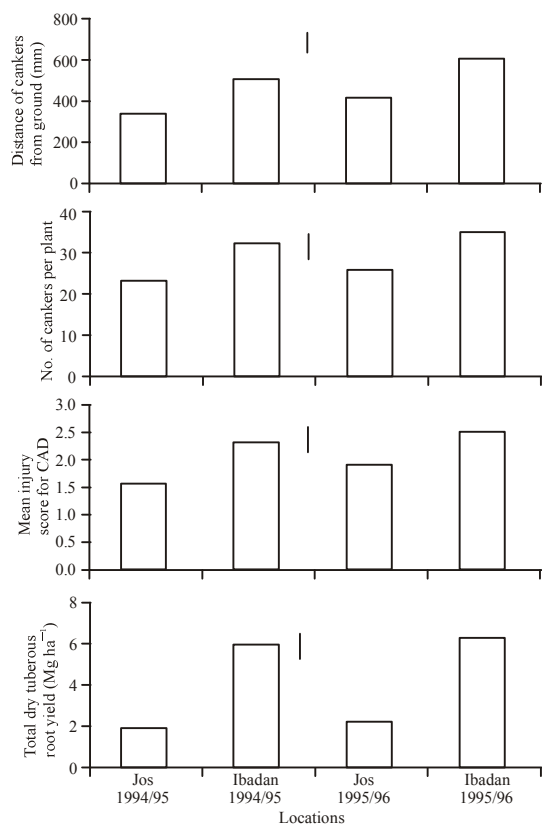 Distance of cankers
from ground (mm)
800
600
400
200
0
No. of cankers per plant
40
30
20
10
0
Mean injury
score for CAD
3.0
2.5
2.0
1.5
1.0
0.5
0.0
Total dry tuberous
root yield (Mg ha⁻¹)
8
6
4
2
0
Jos Ibadan Jos Ibadan
1994/95 1994/95 1995/96 1995/96
Locations